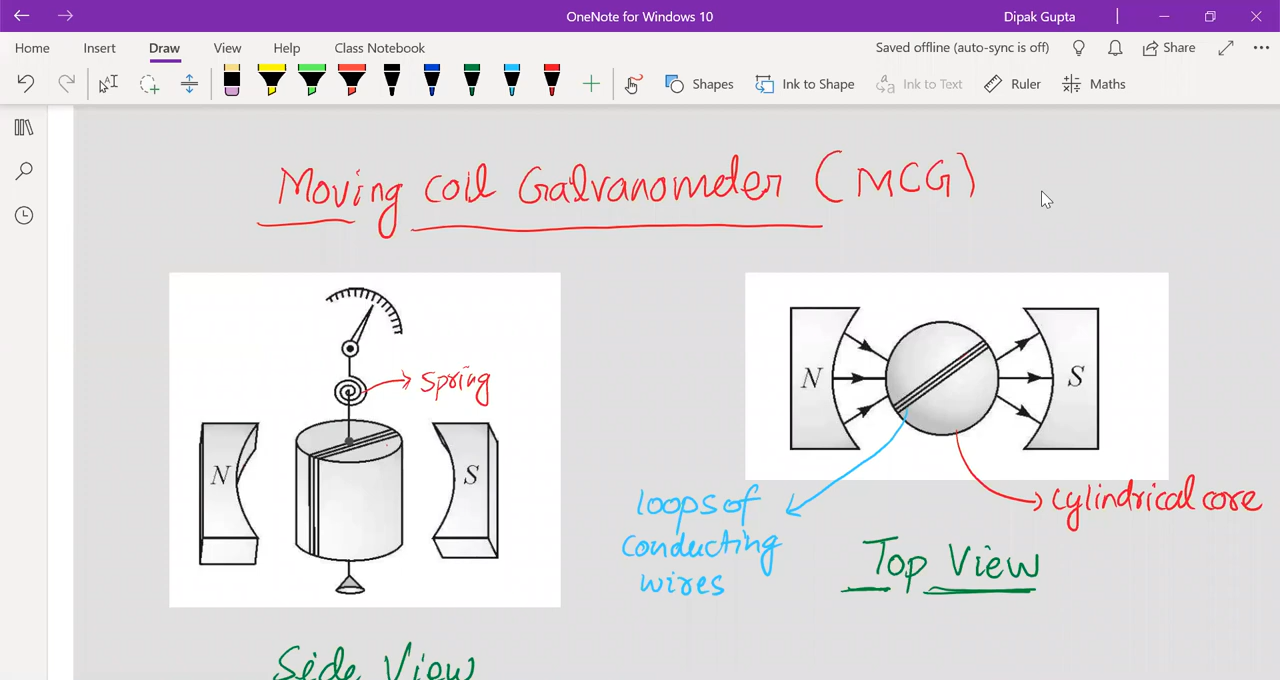 OneNote for Windows 10
Dipak Gupta
Home Insert Draw View Help Class Notebook
Saved offline (auto-sync is off) Share
Shapes Ink to Shape Ink to Text Ruler Maths
Moving coil Galvanometer (MCG)
spring
N
S
N
S
loops of
conducting
wires
cylindrical core
Top View
Side View